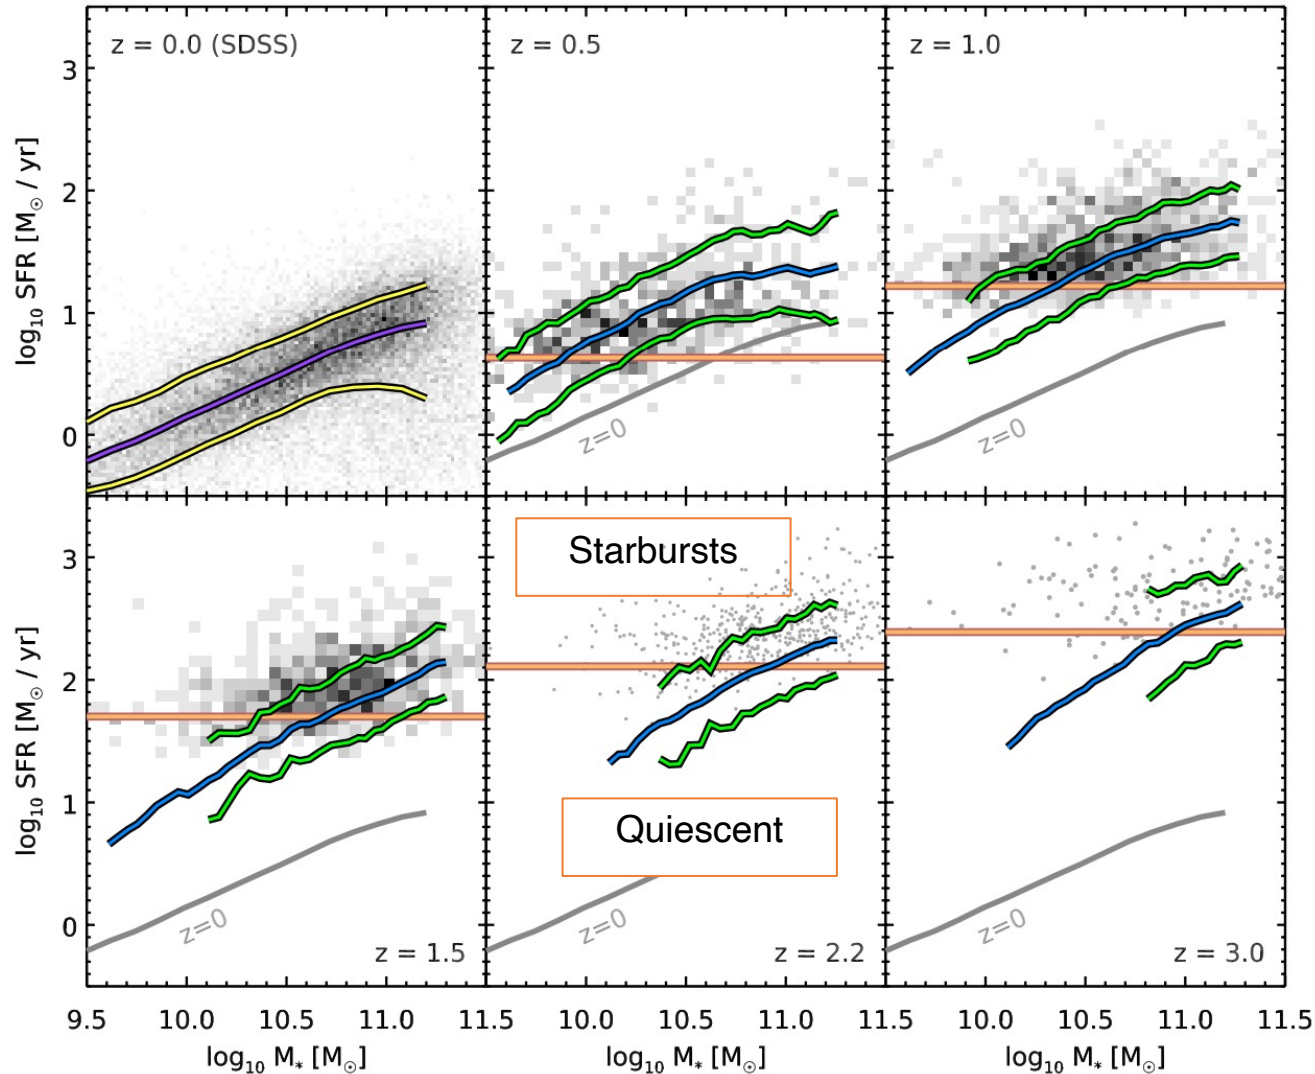 z = 0.0 (SDSS)
z = 0.5
z = 1.0
3
2
1
0
log₁₀ SFR [M☉ / yr]
z=0
z=0
Starbursts
Quiescent
3
2
1
0
log₁₀ SFR [M☉ / yr]
z=0
z=0
z=0
z = 1.5
z = 2.2
z = 3.0
9.5 10.0 10.5 11.0 11.5 10.0 10.5 11.0 11.5 10.0 10.5 11.0 11.5
log₁₀ M* [M☉]
log₁₀ M* [M☉]
log₁₀ M* [M☉]